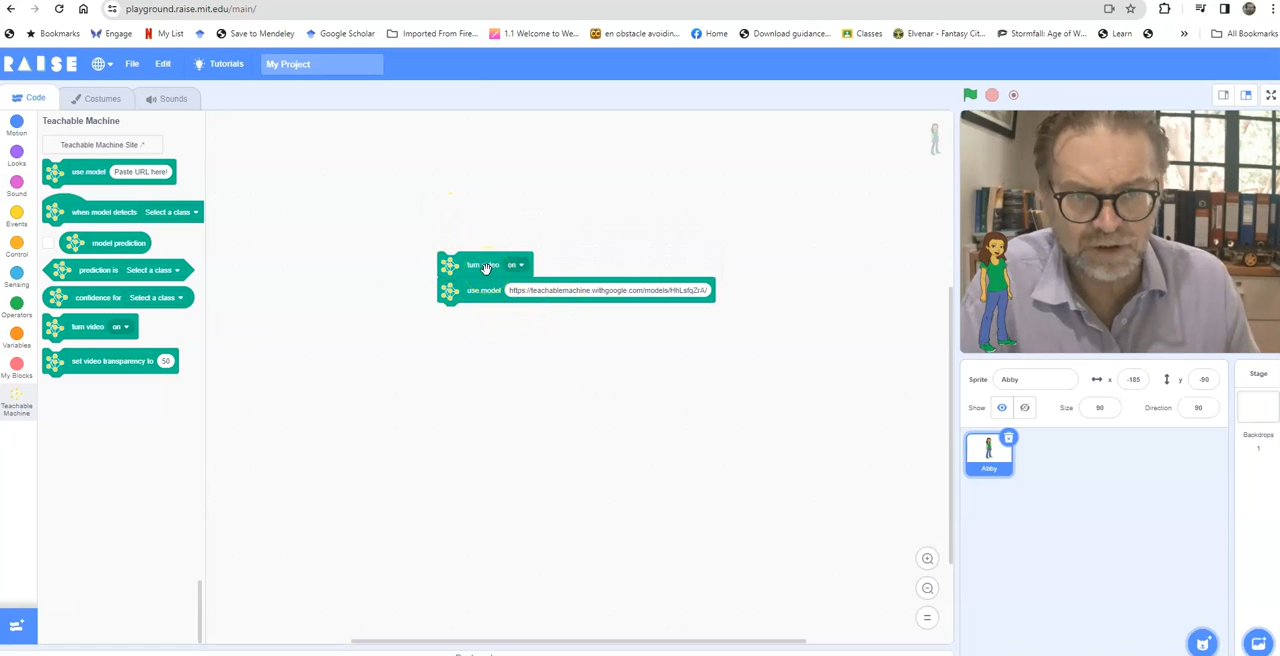 playground.raise.mit.edu/main/
Bookmarks Engage My List Save to Mendeley Google Scholar Imported From Fire... 1.1 Welcome to We... en obstacle avoidin... Home Download guidance... Classes Elvenar - Fantasy Cit... Stormfall: Age of W... Learn » All Bookmarks
RAISE File Edit Tutorials My Project
Code Costumes Sounds
Motion
Looks
Sound
Events
Control
Sensing
Operators
Variables
My Blocks
Teachable
Machine
Teachable Machine
Teachable Machine Site
use model Paste URL here!
when model detects Select a class
model prediction
prediction is Select a class
confidence for Select a class
turn video on
set video transparency to 50
turn video on
use model https://teachablemachine.withgoogle.com/models/HhLsfqZrA/
Sprite Abby x -185 y -90
Show Size 90 Direction 90
Abby
Stage
Backdrops
1